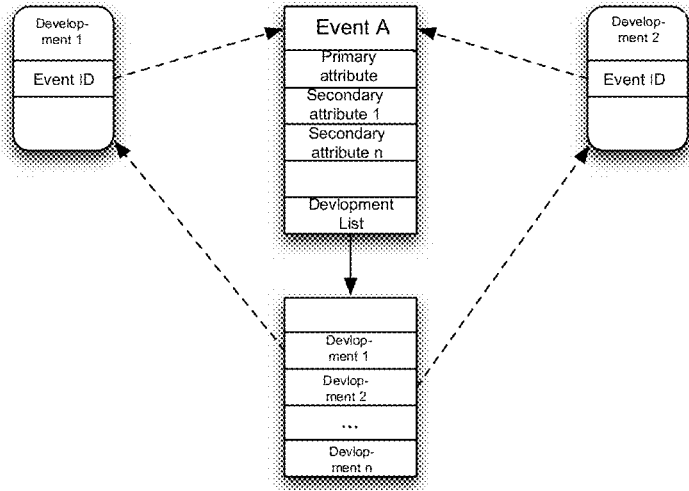 Develop-
ment 1
Event ID
Event A
Primary
attribute
Secondary
attribute 1
Secondary
attribute n
Devlopment
List
Develop-
ment 2
Event ID
Devlop-
ment 1
Devlop-
ment 2
...
Devlop-
ment n